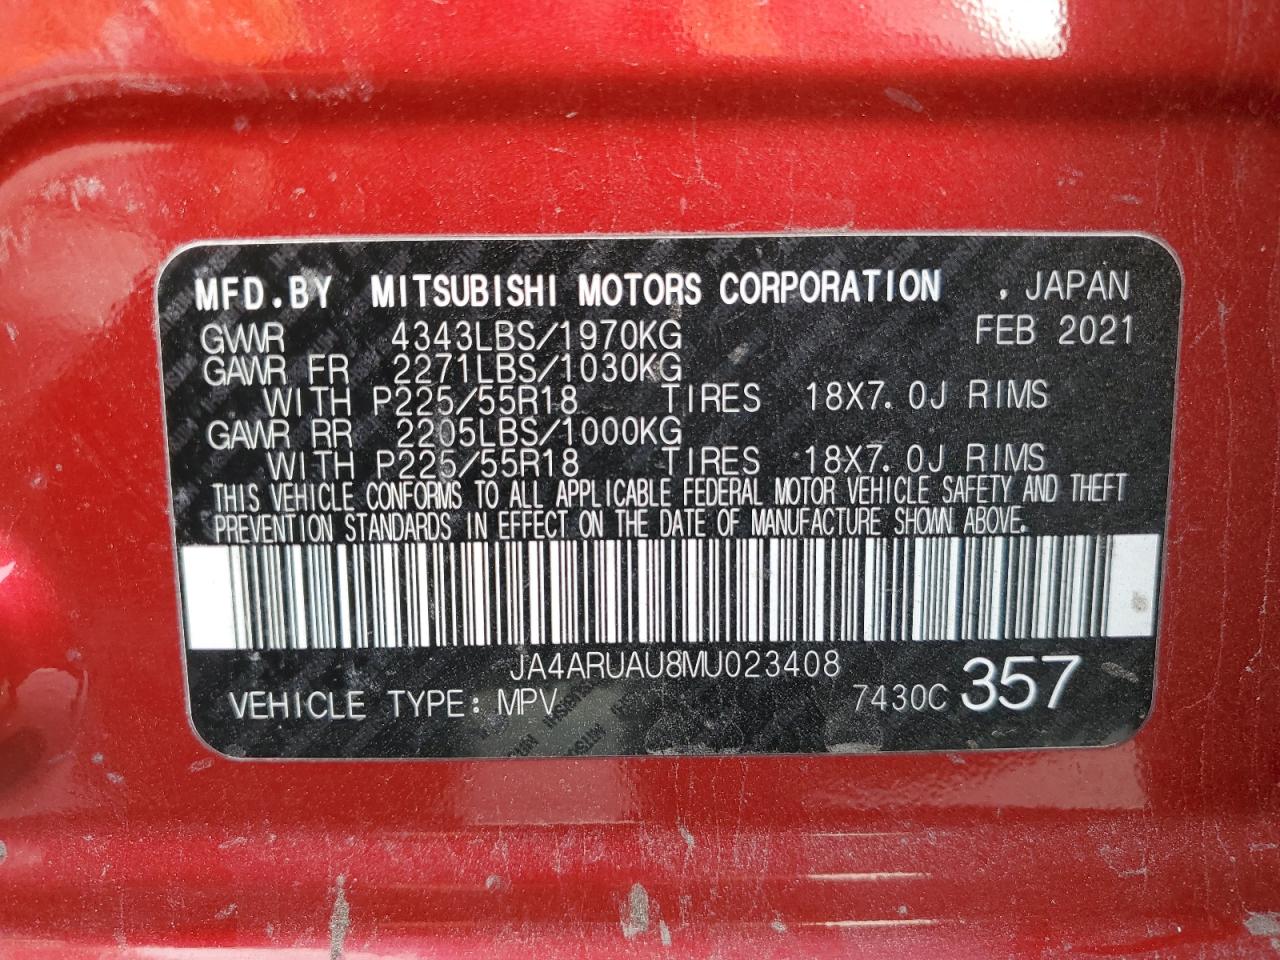 MFD.BY MITSUBISHI MOTORS CORPORATION , JAPAN
GWWR 4343LBS/1970KG FEB 2021
GAWR FR 2271LBS/1030KG
WITH P225/55R18 TIRES 18X7.0J RIMS
GAWR RR 2205LBS/1000KG
WITH P225/55R18 TIRES 18X7.0J RIMS
THIS VEHICLE CONFORMS TO ALL APPLICABLE FEDERAL MOTOR VEHICLE SAFETY AND THEFT
PREVENTION STANDARDS IN EFFECT ON THE DATE OF MANUFACTURE SHOWN ABOVE.
JA4ARUAU8MU023408
VEHICLE TYPE: MPV 7430C 357